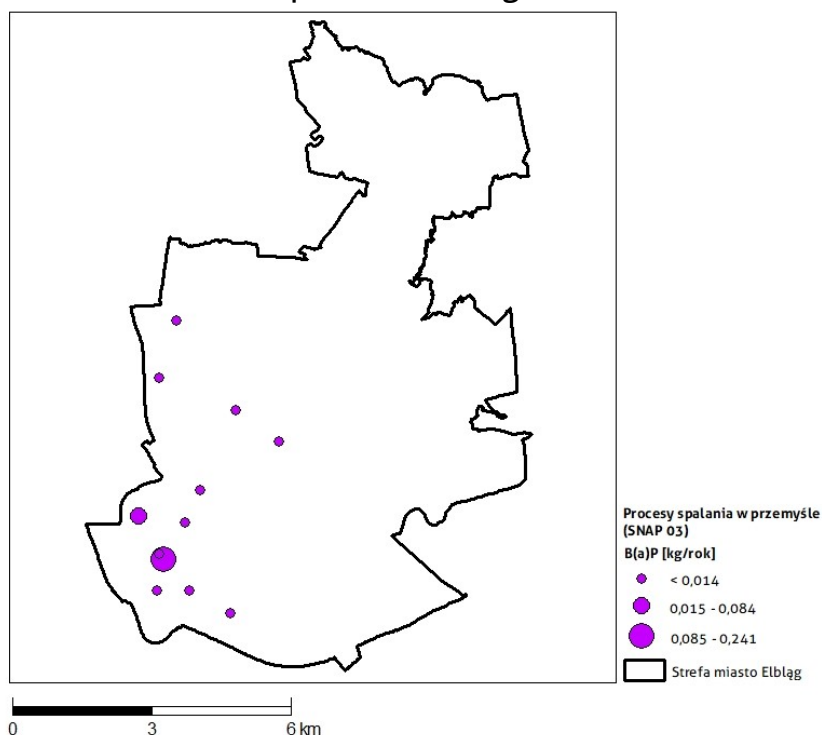 Procesy spalania w przemyśle
(SNAP 03)
B(a)P [kg/rok]
< 0,014
0,015 - 0,084
0,085 - 0,241
Strefa miasto Elbląg
0 3 6 km